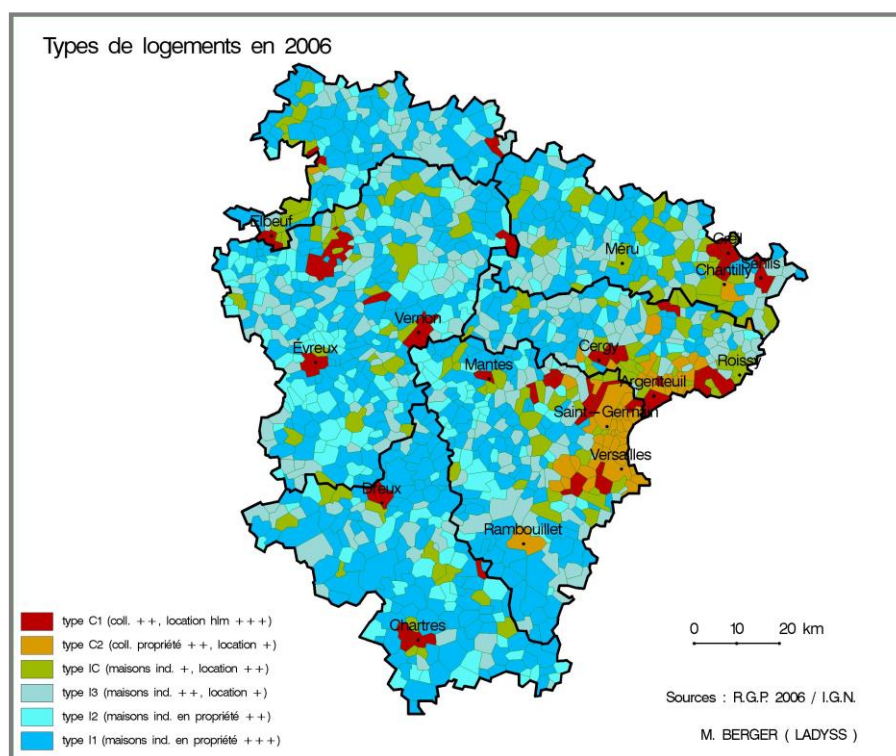 Types de logements en 2006
Elbeuf
Méru
Creil
Senlis
Chantilly
Vernon
Évreux
Cergy
Mantes
Roissy
Argenteuil
Saint-Germain
Versailles
Dreux
Rambouillet
Chartres
type C1 (coll. ++, location hlm +++)
type C2 (coll. propriété ++, location +)
type IC (maisons ind. +, location ++)
type I3 (maisons ind. ++, location +)
type I2 (maisons ind. en propriété ++)
type I1 (maisons ind. en propriété +++)
0 10 20 km
Sources : R.G.P. 2006 / I.G.N.
M. BERGER ( LADYSS )